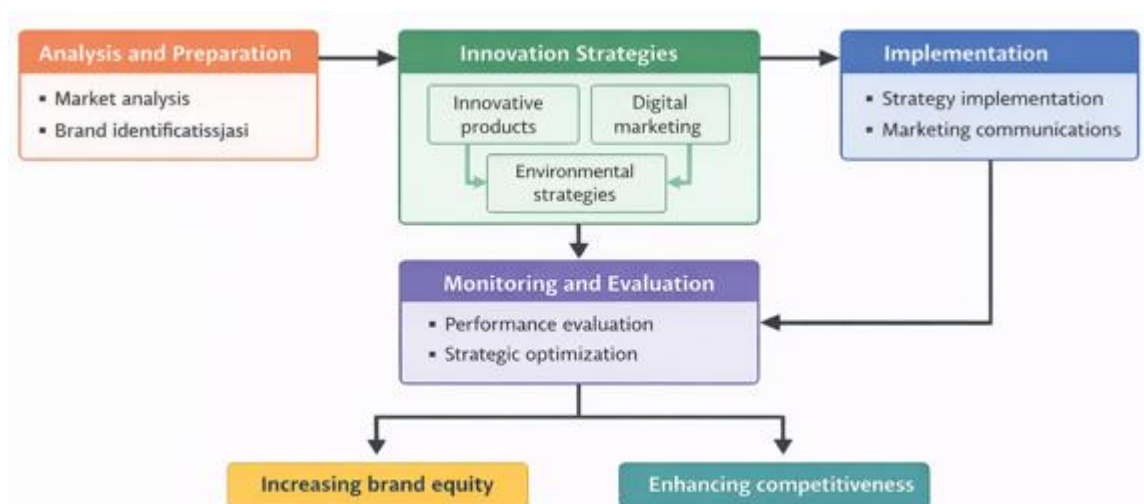 Analysis and Preparation
▪ Market analysis
▪ Brand identificatissjasi
Innovation Strategies
Innovative
products
Digital
marketing
Environmental
strategies
Implementation
▪ Strategy implementation
▪ Marketing communications
Monitoring and Evaluation
▪ Performance evaluation
▪ Strategic optimization
Increasing brand equity
Enhancing competitiveness